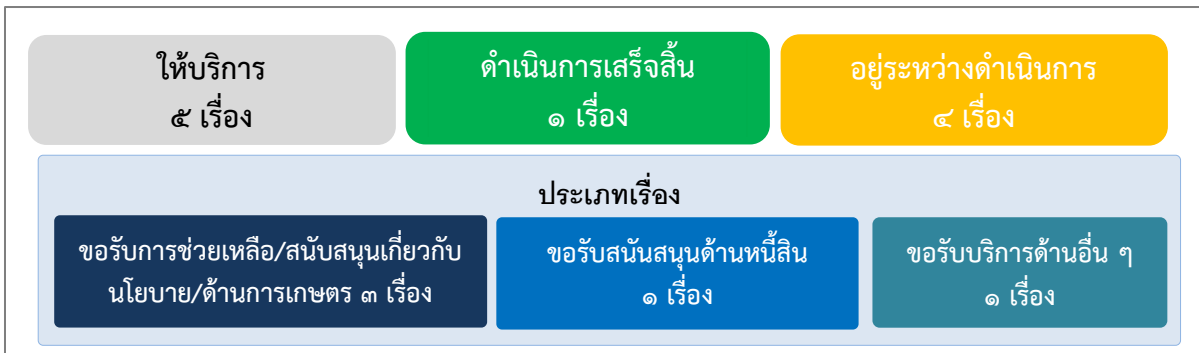 ให้บริการ
๕ เรื่อง
ดำเนินการเสร็จสิ้น
๑ เรื่อง
อยู่ระหว่างดำเนินการ
๔ เรื่อง
ประเภทเรื่อง
ขอรับการช่วยเหลือ/สนับสนุนเกี่ยวกับ
นโยบาย/ด้านการเกษตร ๓ เรื่อง
ขอรับสนันสนุนด้านหนี้สิน
๑ เรื่อง
ขอรับบริการด้านอื่น ๆ
๑ เรื่อง